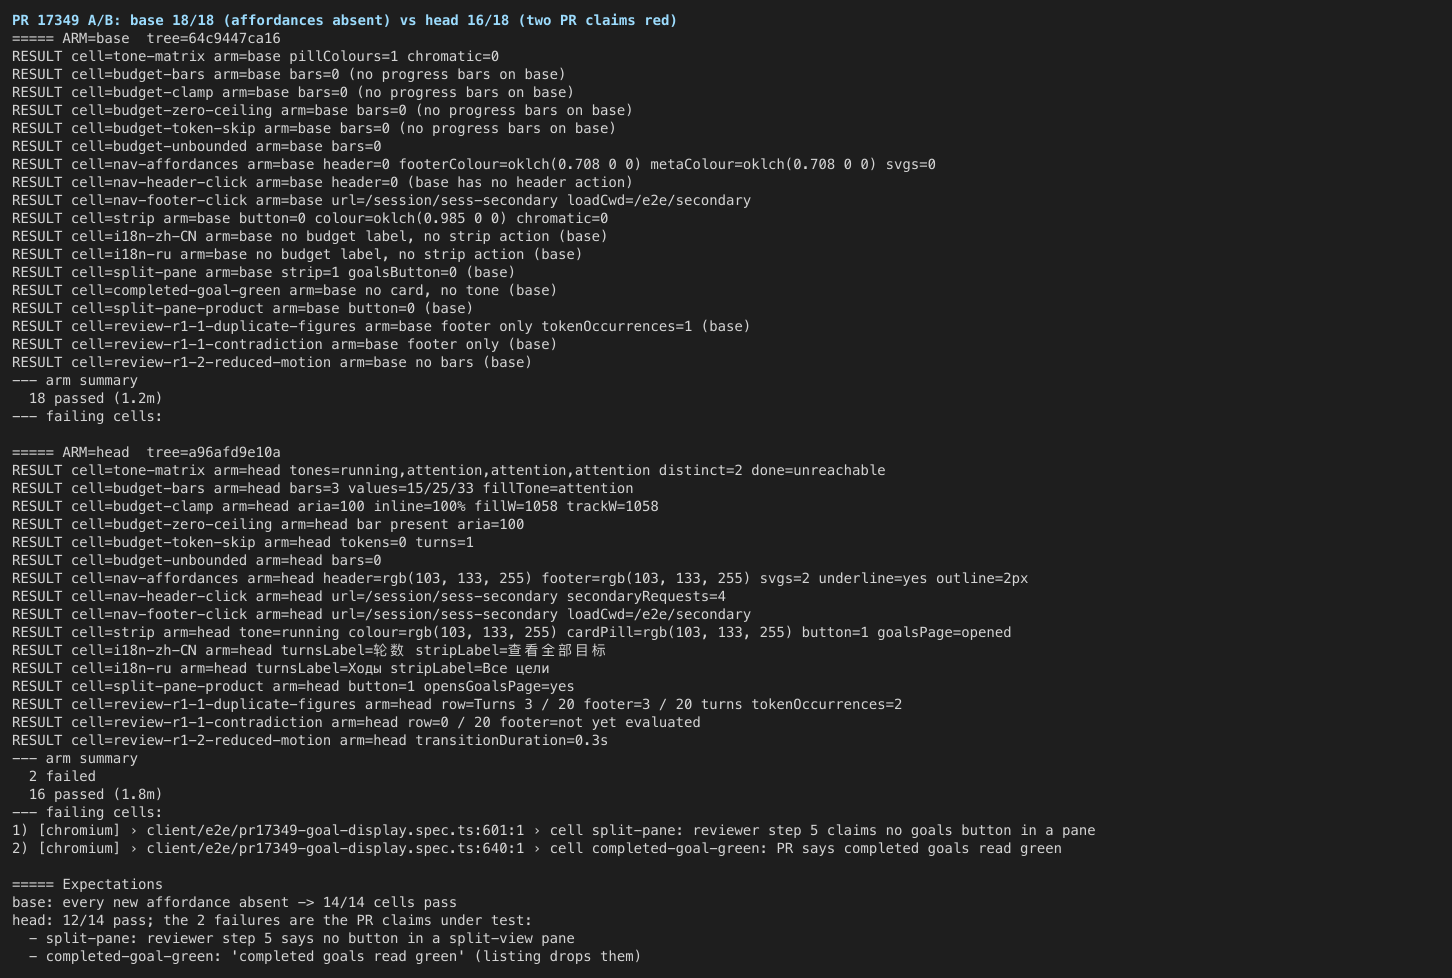 PR 17349 A/B: base 18/18 (affordances absent) vs head 16/18 (two PR claims red)
===== ARM=base  tree=64c9447ca16
RESULT cell=tone-matrix arm=base pillColours=1 chromatic=0
RESULT cell=budget-bars arm=base bars=0 (no progress bars on base)
RESULT cell=budget-clamp arm=base bars=0 (no progress bars on base)
RESULT cell=budget-zero-ceiling arm=base bars=0 (no progress bars on base)
RESULT cell=budget-token-skip arm=base bars=0 (no progress bars on base)
RESULT cell=budget-unbounded arm=base bars=0
RESULT cell=nav-affordances arm=base header=0 footerColour=oklch(0.708 0 0) metaColour=oklch(0.708 0 0) svgs=0
RESULT cell=nav-header-click arm=base header=0 (base has no header action)
RESULT cell=nav-footer-click arm=base url=/session/sess-secondary loadCwd=/e2e/secondary
RESULT cell=strip arm=base button=0 colour=oklch(0.985 0 0) chromatic=0
RESULT cell=i18n-zh-CN arm=base no budget label, no strip action (base)
RESULT cell=i18n-ru arm=base no budget label, no strip action (base)
RESULT cell=split-pane arm=base strip=1 goalsButton=0 (base)
RESULT cell=completed-goal-green arm=base no card, no tone (base)
RESULT cell=split-pane-product arm=base button=0 (base)
RESULT cell=review-r1-1-duplicate-figures arm=base footer only tokenOccurrences=1 (base)
RESULT cell=review-r1-1-contradiction arm=base footer only (base)
RESULT cell=review-r1-2-reduced-motion arm=base no bars (base)
--- arm summary
  18 passed (1.2m)
--- failing cells:

===== ARM=head  tree=a96afd9e10a
RESULT cell=tone-matrix arm=head tones=running,attention,attention,attention distinct=2 done=unreachable
RESULT cell=budget-bars arm=head bars=3 values=15/25/33 fillTone=attention
RESULT cell=budget-clamp arm=head aria=100 inline=100% fillW=1058 trackW=1058
RESULT cell=budget-zero-ceiling arm=head bar present aria=100
RESULT cell=budget-token-skip arm=head tokens=0 turns=1
RESULT cell=budget-unbounded arm=head bars=0
RESULT cell=nav-affordances arm=head header=rgb(103, 133, 255) footer=rgb(103, 133, 255) svgs=2 underline=yes outline=2px
RESULT cell=nav-header-click arm=head url=/session/sess-secondary secondaryRequests=4
RESULT cell=nav-footer-click arm=head url=/session/sess-secondary loadCwd=/e2e/secondary
RESULT cell=strip arm=head tone=running colour=rgb(103, 133, 255) cardPill=rgb(103, 133, 255) button=1 goalsPage=opened
RESULT cell=i18n-zh-CN arm=head turnsLabel=轮数 stripLabel=查看全部目标
RESULT cell=i18n-ru arm=head turnsLabel=Ходы stripLabel=Все цели
RESULT cell=split-pane-product arm=head button=1 opensGoalsPage=yes
RESULT cell=review-r1-1-duplicate-figures arm=head row=Turns 3 / 20 footer=3 / 20 turns tokenOccurrences=2
RESULT cell=review-r1-1-contradiction arm=head row=0 / 20 footer=not yet evaluated
RESULT cell=review-r1-2-reduced-motion arm=head transitionDuration=0.3s
--- arm summary
  2 failed
  16 passed (1.8m)
--- failing cells:
1) [chromium] › client/e2e/pr17349-goal-display.spec.ts:601:1 › cell split-pane: reviewer step 5 claims no goals button in a pane
2) [chromium] › client/e2e/pr17349-goal-display.spec.ts:640:1 › cell completed-goal-green: PR says completed goals read green

===== Expectations
base: every new affordance absent -> 14/14 cells pass
head: 12/14 pass; the 2 failures are the PR claims under test:
  - split-pane: reviewer step 5 says no button in a split-view pane
  - completed-goal-green: 'completed goals read green' (listing drops them)